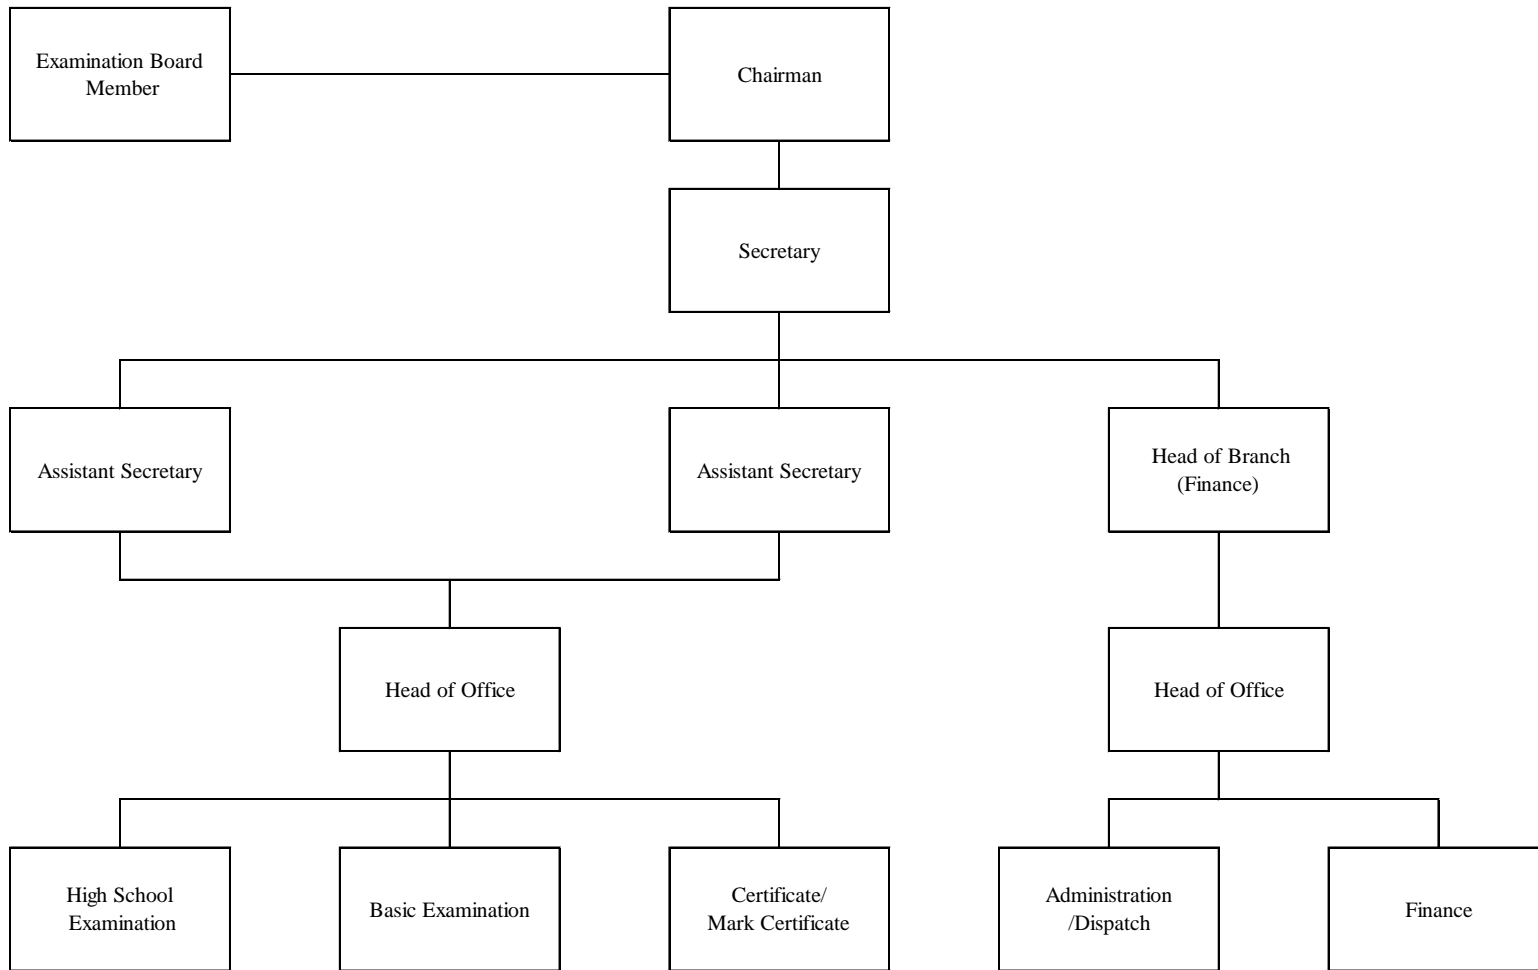 Examination Board
Member
Chairman
Secretary
Assistant Secretary
Assistant Secretary
Head of Branch
(Finance)
Head of Office
Head of Office
High School
Examination
Basic Examination
Certificate/
Mark Certificate
Administration
/Dispatch
Finance